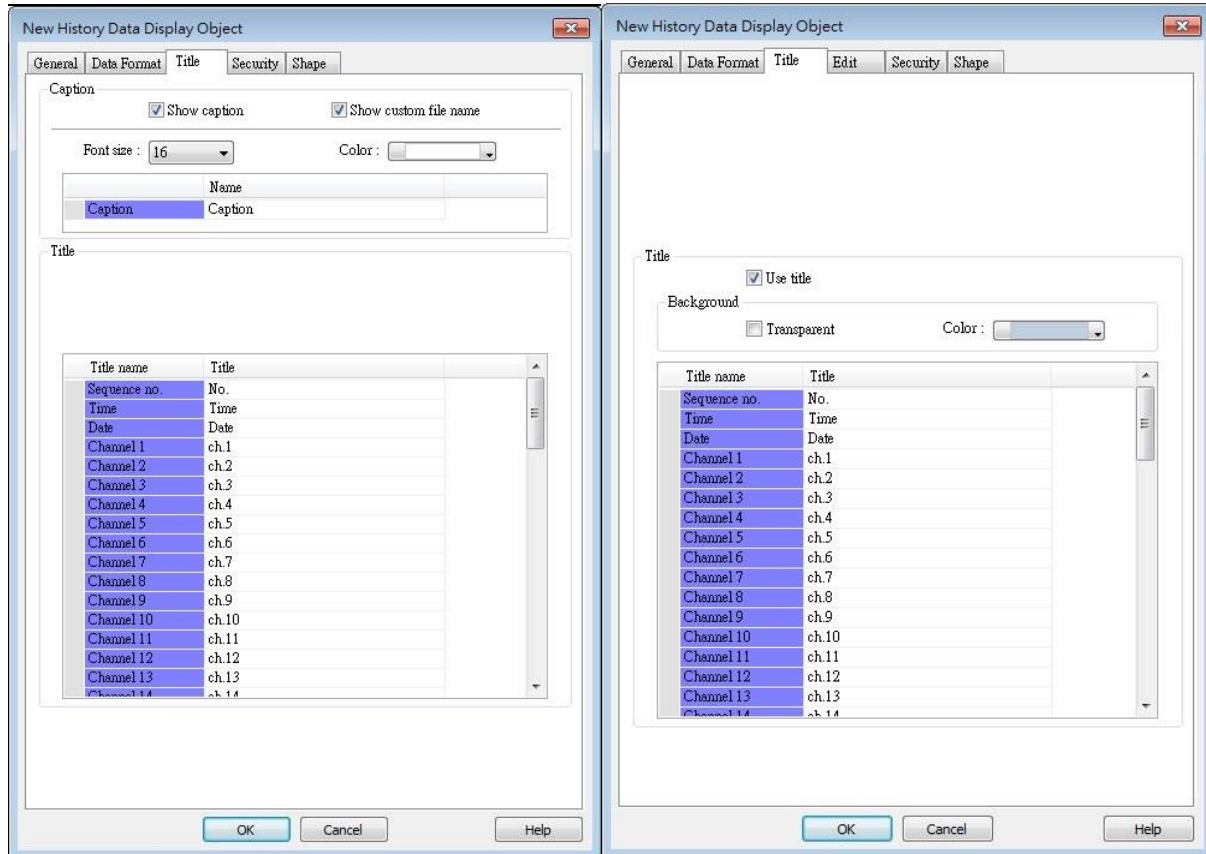 New History Data Display Object
General Data Format Title Security Shape
Caption
Show caption Show custom file name
Font size : 16 Color :
Name
Caption Caption
Title
Title name Title
Sequence no. No.
Time Time
Date Date
Channel 1 ch.1
Channel 2 ch.2
Channel 3 ch.3
Channel 4 ch.4
Channel 5 ch.5
Channel 6 ch.6
Channel 7 ch.7
Channel 8 ch.8
Channel 9 ch.9
Channel 10 ch.10
Channel 11 ch.11
Channel 12 ch.12
Channel 13 ch.13
Channel 14 ch.14
OK Cancel Help
New History Data Display Object
General Data Format Title Edit Security Shape
Title
Use title
Background
Transparent Color :
Title name Title
Sequence no. No.
Time Time
Date Date
Channel 1 ch.1
Channel 2 ch.2
Channel 3 ch.3
Channel 4 ch.4
Channel 5 ch.5
Channel 6 ch.6
Channel 7 ch.7
Channel 8 ch.8
Channel 9 ch.9
Channel 10 ch.10
Channel 11 ch.11
Channel 12 ch.12
Channel 13 ch.13
Channel 14 ch.14
OK Cancel Help